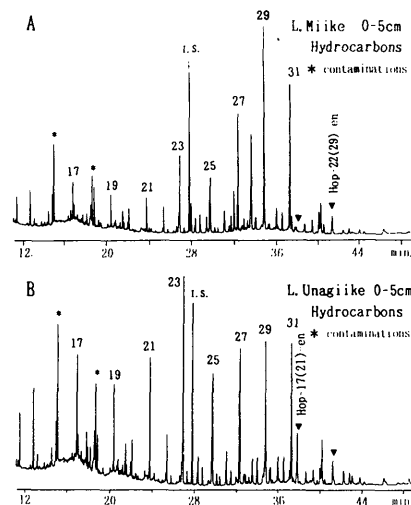 A
L.Miike 0-5cm
Hydrocarbons
* contaminations
I.S.
29
31
27
23
25
17
19
21
*
*
Hop-22(29)-en
12.
20
28
36
44
min.
B
L.Unagiike 0-5cm
Hydrocarbons
* contaminations
23
I.S.
17
19
21
25
27
29
31
*
*
Hop-17(21)-en
12
20
28
36
44
min.